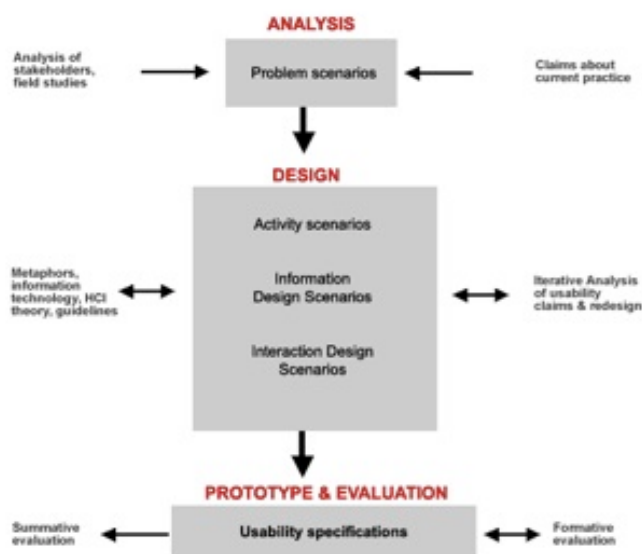 ANALYSIS
Analysis of
stakeholders,
field studies
Problem scenarios
Claims about
current practice
DESIGN
Activity scenarios
Metaphors,
information
technology, HCI
theory, guidelines
Information
Design Scenarios
Iterative Analysis
of usability
claims & redesign
Interaction Design
Scenarios
PROTOTYPE & EVALUATION
Summative
evaluation
Usability specifications
Formative
evaluation